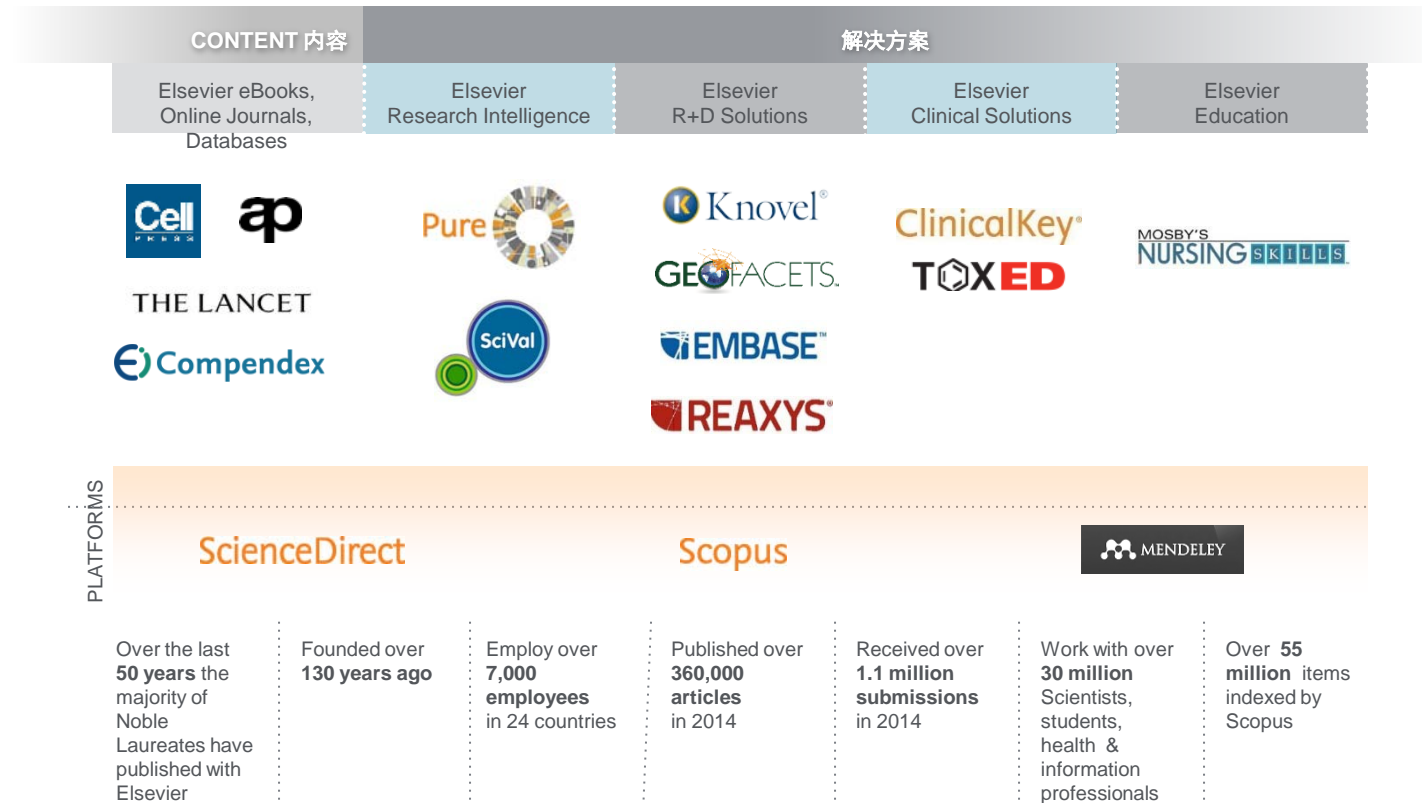 CONTENT 内容
解决方案
Elsevier eBooks,
Online Journals,
Databases
Elsevier
Research Intelligence
Elsevier
R+D Solutions
Elsevier
Clinical Solutions
Elsevier
Education
Cell
PRESS
ap
THE LANCET
Ei Compendex
Pure
SciVal
K Knovel®
GEOFACETS™
EMBASE™
REAXYS®
ClinicalKey®
TOXED
MOSBY'S
NURSING SKILLS
PLATFORMS
ScienceDirect
Scopus
MENDELEY
Over the last
50 years the
majority of
Noble
Laureates have
published with
Elsevier
Founded over
130 years ago
Employ over
7,000
employees
in 24 countries
Published over
360,000
articles
in 2014
Received over
1.1 million
submissions
in 2014
Work with over
30 million
Scientists,
students,
health &
information
professionals
Over 55
million items
indexed by
Scopus